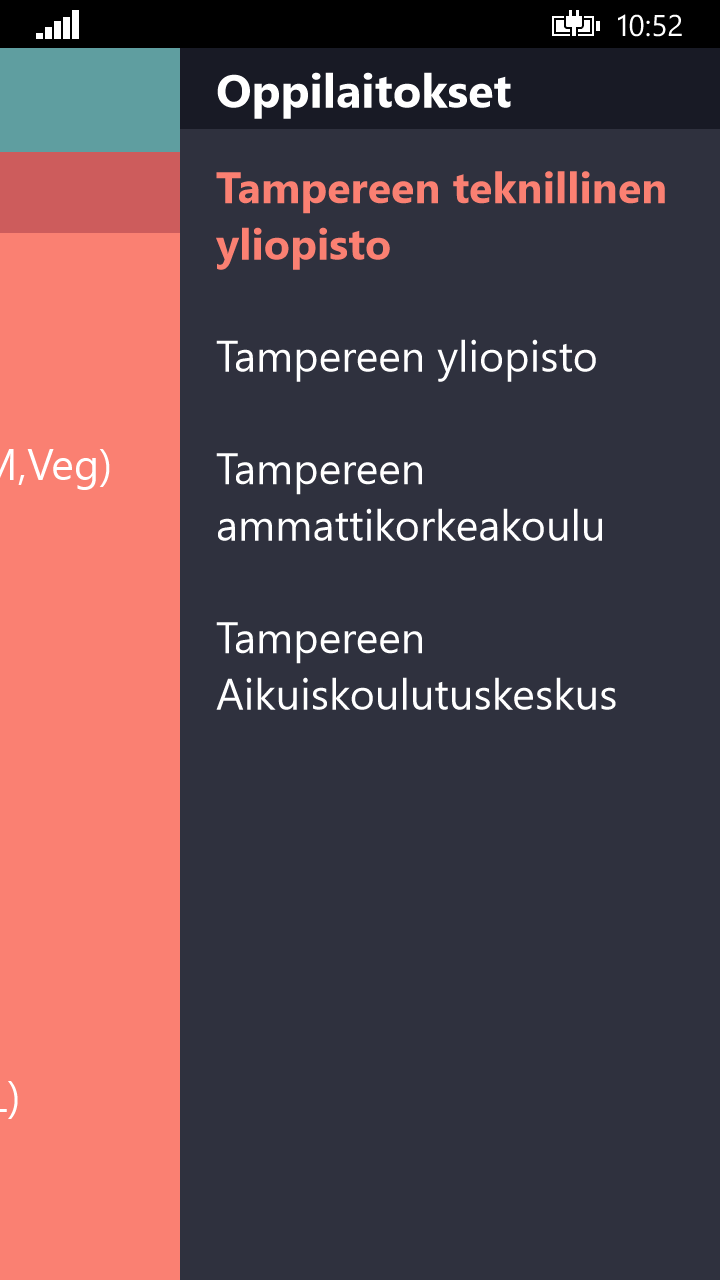 10:52
Oppilaitokset
Tampereen teknillinen
yliopisto
Tampereen yliopisto
Tampereen
ammattikorkeakoulu
Tampereen
Aikuiskoulutuskeskus
,Veg)